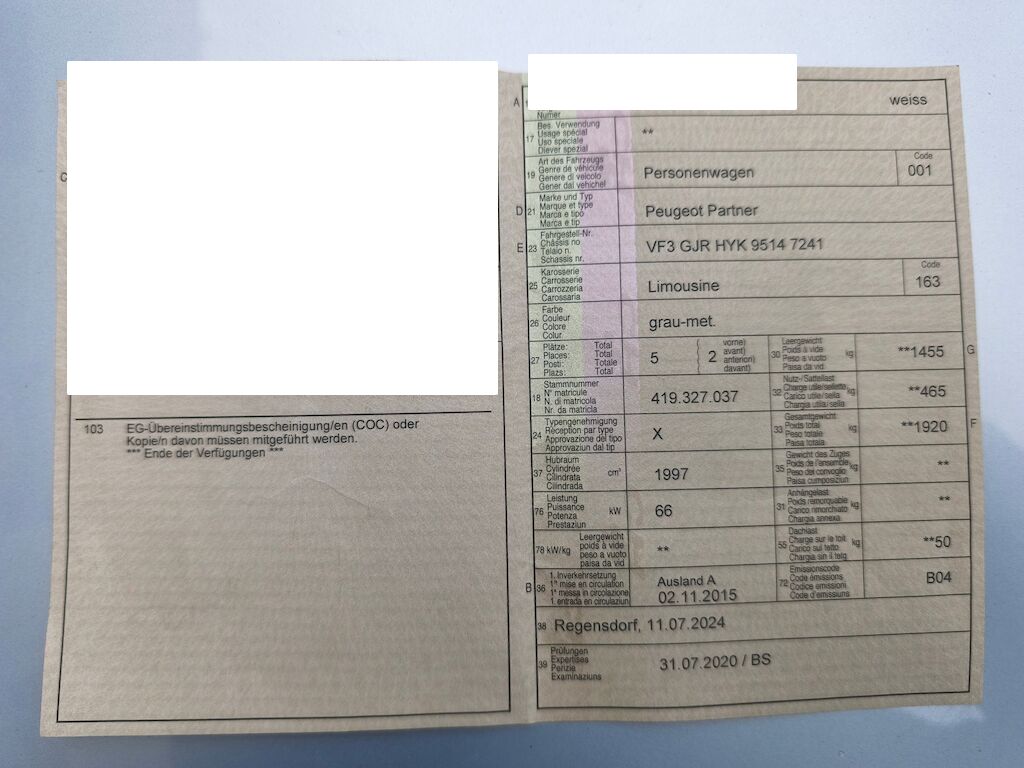 C
103 EG-Übereinstimmungsbescheinigung/en (COC) oder
Kopie/n davon müssen mitgeführt werden.
*** Ende der Verfügungen ***
A
Numer
weiss
17 Bes. Verwendung
Usage spécial
Uso speciale
Diever spezial
**
19 Art des Fahrzeugs
Genre de véhicule
Genere di veicolo
Gener dal vehichel
Personenwagen
Code
001
D 21 Marke und Typ
Marque et type
Marca e tipo
Marca e tip
Peugeot Partner
E 23 Fahrgestell-Nr.
Châssis no
Telaio n.
Schassis nr.
VF3 GJR HYK 9514 7241
25 Karosserie
Carrosserie
Carrozzeria
Carossaria
Limousine
Code
163
26 Farbe
Couleur
Colore
Colur
grau-met.
27 Plätze: Total
Places: Total
Posti: Totale
Plazs: Total
5
2
vorne)
avant)
anteriori)
davant)
30 Leergewicht
Poids à vide
Peso a vuoto
Paisa da vid
kg
**1455
G
18 Stammnummer
N° matricule
N. di matricola
Nr. da matricla
419.327.037
32 Nutz-/Sattellast
Charge utile/sellette
Carico utile/sella
Chargia utila/sella
kg
**465
24 Typengenehmigung
Réception par type
Approvazione del tipo
Approvaziun dal tip
X
33 Gesamtgewicht
Poids total
Peso totale
Paisa totala
kg
**1920
F
37 Hubraum
Cylindrée
Cilindrata
Cilindrada
cm³
1997
35 Gewicht des Zuges
Poids de l'ensemble
Peso del convoglio
Paisa cumposiziun
kg
**
76 Leistung
Puissance
Potenza
Prestaziun
kW
66
31 Anhängelast
Poids remorquable
Carico rimorchiato
Chargia annexa
kg
**
78 kW/kg
Leergewicht
poids à vide
peso a vuoto
paisa da vid
**
55 Dachlast
Charge sur le toit
Carico sul tetto
Chargia sin il tetg
kg
**50
B 36 1. Inverkehrsetzung
1re mise en circulation
1a messa in circolazione
1. entrada en circulaziun
Ausland A
02.11.2015
72 Emissionscode
Code émissions
Codice emissioni
Code d'emissiuns
B04
38 Regensdorf, 11.07.2024
39 Prüfungen
Expertises
Perizie
Examinaziuns
31.07.2020 / BS